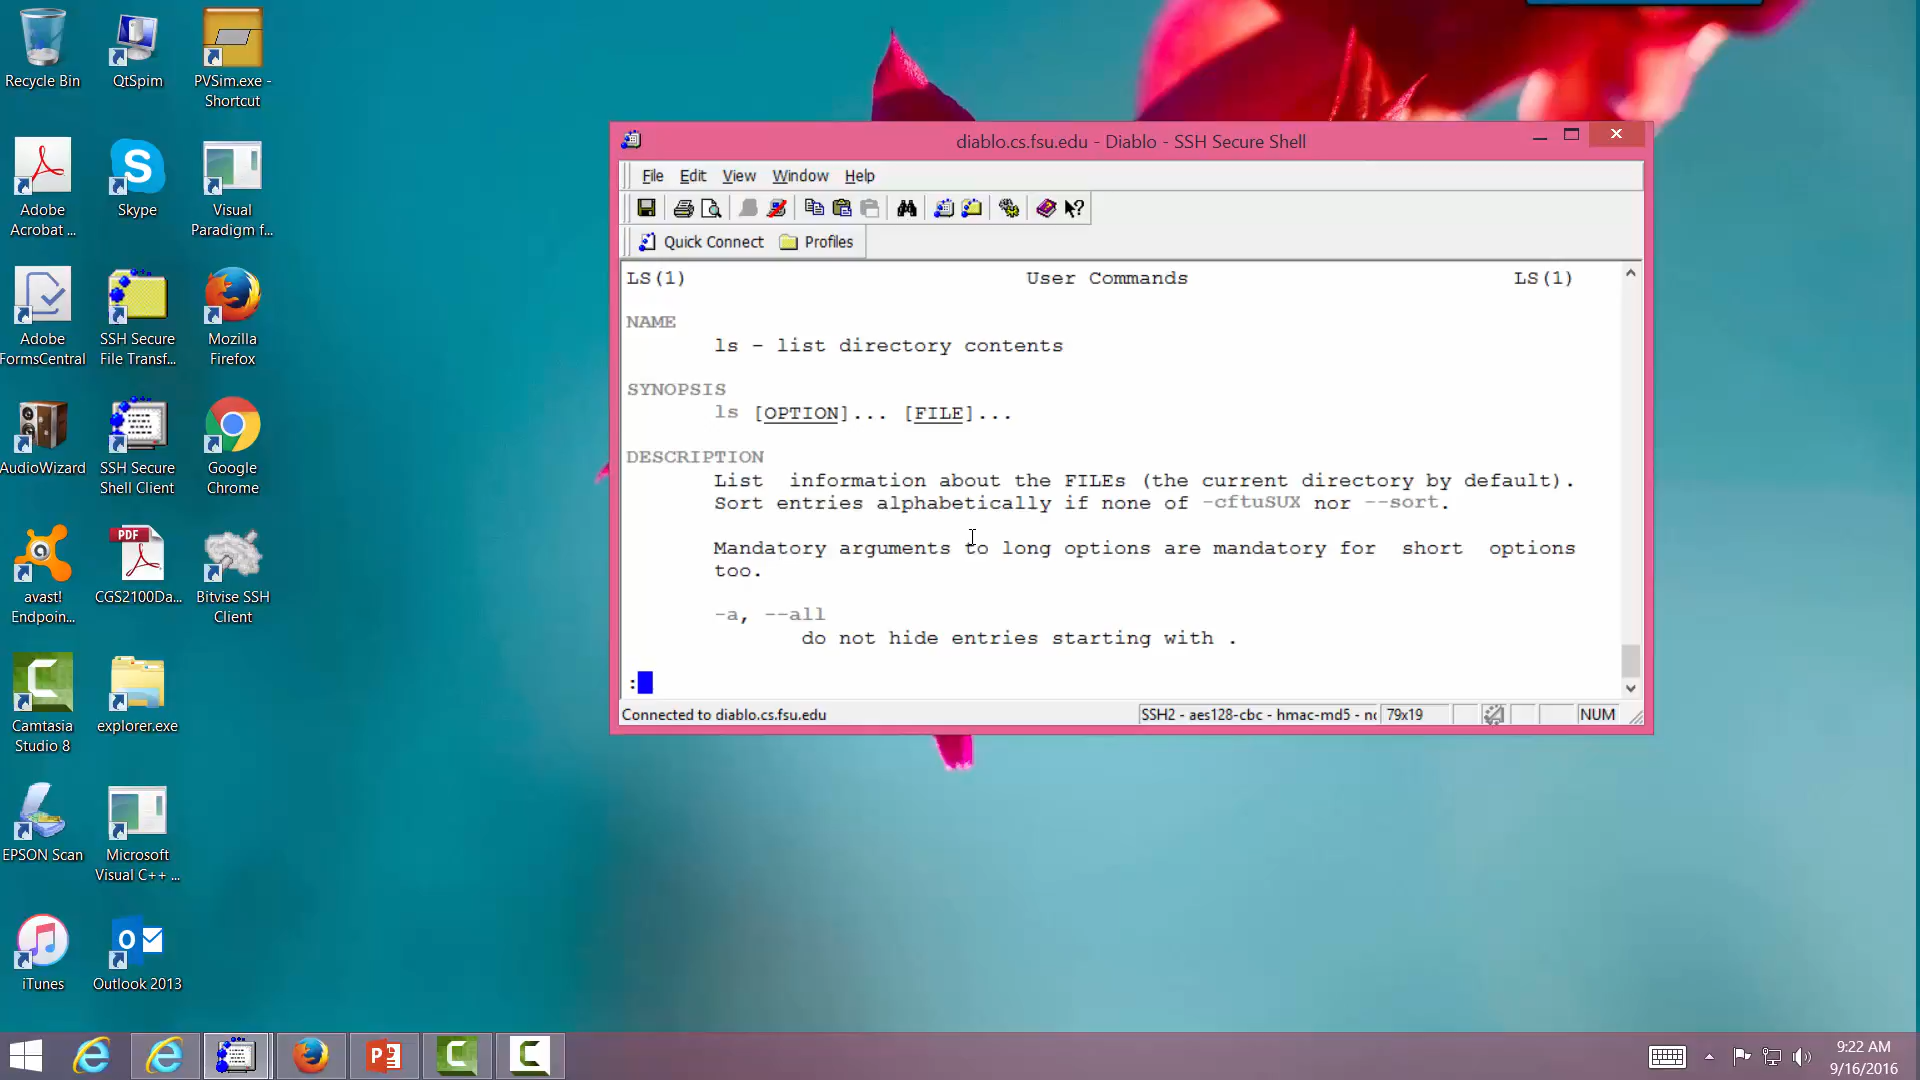 Recycle Bin
QtSpim
PVSim.exe -
Shortcut
Adobe
Acrobat ...
Skype
Visual
Paradigm f...
Adobe
FormsCentral
SSH Secure
File Transf...
Mozilla
Firefox
AudioWizard
SSH Secure
Shell Client
Google
Chrome
avast!
Endpoin...
PDF
CGS2100Da...
Bitvise SSH
Client
Camtasia
Studio 8
explorer.exe
EPSON Scan
Microsoft
Visual C++ ...
iTunes
Outlook 2013
diablo.cs.fsu.edu - Diablo - SSH Secure Shell
File Edit View Window Help
Quick Connect Profiles
LS(1) User Commands LS(1)
NAME
ls - list directory contents
SYNOPSIS
ls [OPTION]... [FILE]...
DESCRIPTION
List information about the FILEs (the current directory by default).
Sort entries alphabetically if none of -cftuSUX nor --sort.
Mandatory arguments to long options are mandatory for short options
too.
-a, --all
do not hide entries starting with .
:
Connected to diablo.cs.fsu.edu
SSH2 - aes128-cbc - hmac-md5 - nc 79x19 NUM
9:22 AM
9/16/2016